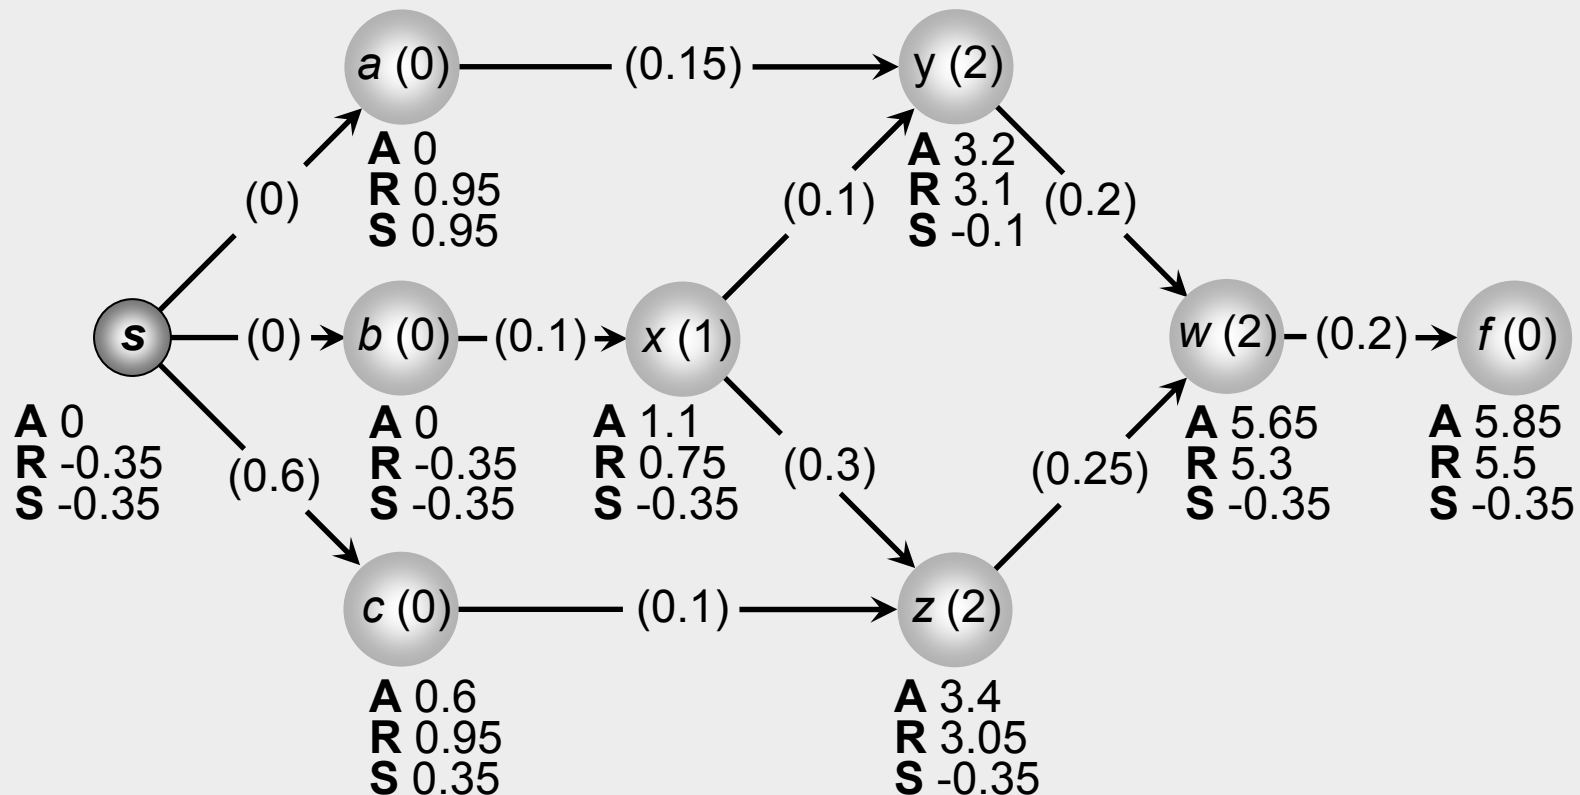 a (0)
(0.15)
y (2)
A 0
R 0.95
S 0.95
A 3.2
R 3.1
S -0.1
(0)
(0.1)
(0.2)
s
(0)
b (0)
(0.1)
x (1)
w (2)
(0.2)
f (0)
A 0
R -0.35
S -0.35
A 0
R -0.35
S -0.35
A 1.1
R 0.75
S -0.35
A 5.65
R 5.3
S -0.35
A 5.85
R 5.5
S -0.35
(0.6)
(0.3)
(0.25)
c (0)
(0.1)
z (2)
A 0.6
R 0.95
S 0.35
A 3.4
R 3.05
S -0.35